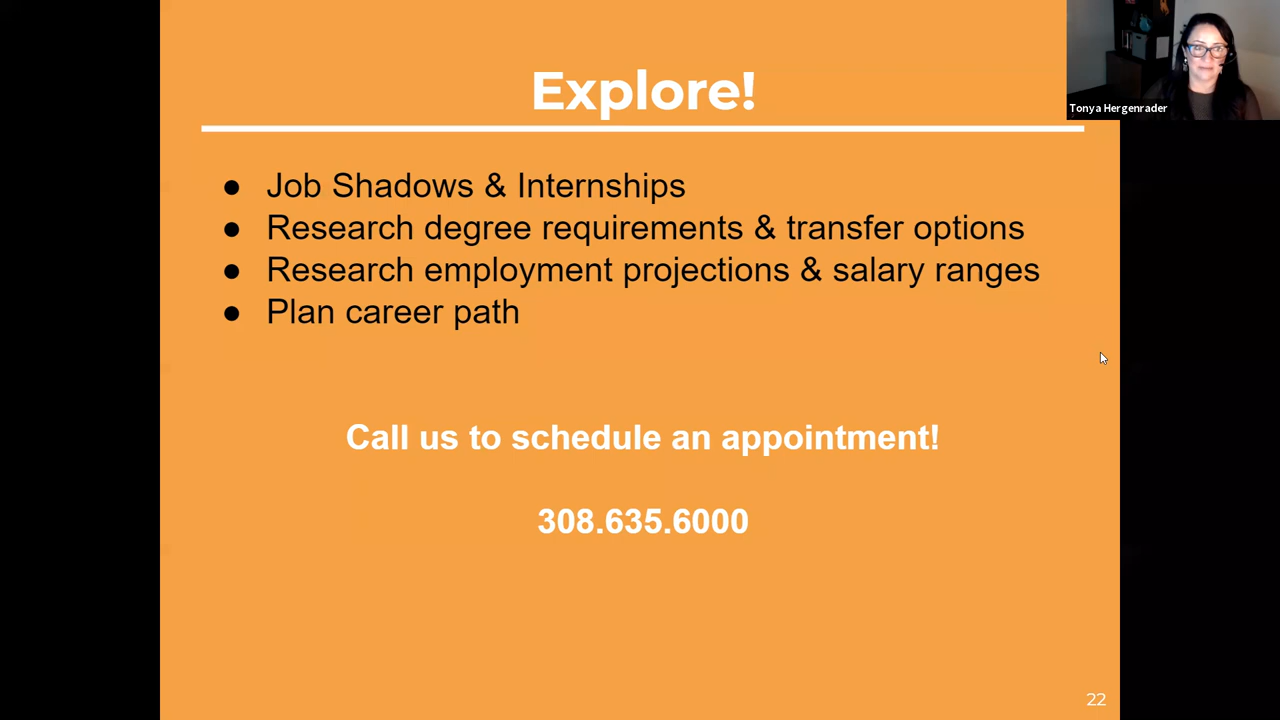 Explore!
Tonya Hergenrader
● Job Shadows & Internships
● Research degree requirements & transfer options
● Research employment projections & salary ranges
● Plan career path
Call us to schedule an appointment!
308.635.6000
22